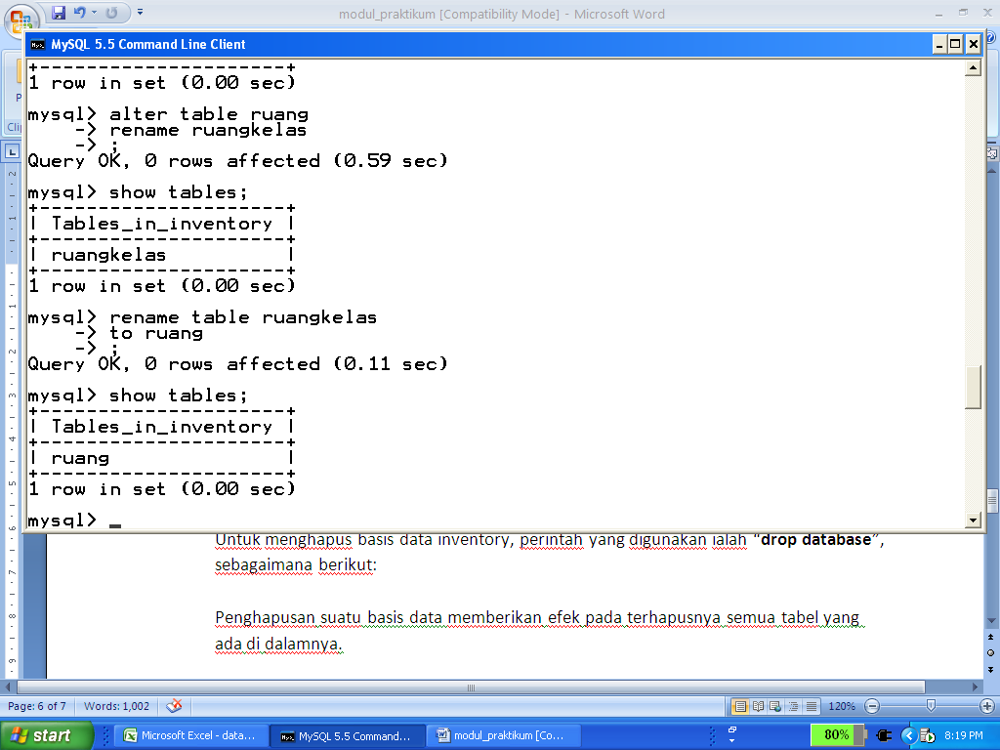 modul_praktikum [Compatibility Mode] - Microsoft Word
MySQL 5.5 Command Line Client
+---------------------+
1 row in set (0.00 sec)
mysql> alter table ruang
    -> rename ruangkelas
    -> ;
Query OK, 0 rows affected (0.59 sec)
mysql> show tables;
+---------------------+
| Tables_in_inventory |
+---------------------+
| ruangkelas          |
+---------------------+
1 row in set (0.00 sec)
mysql> rename table ruangkelas
    -> to ruang
    -> ;
Query OK, 0 rows affected (0.11 sec)
mysql> show tables;
+---------------------+
| Tables_in_inventory |
+---------------------+
| ruang               |
+---------------------+
1 row in set (0.00 sec)
mysql> _
Untuk menghapus basis data inventory, perintah yang digunakan ialah "drop database",
sebagaimana berikut:
Penghapusan suatu basis data memberikan efek pada terhapusnya semua tabel yang
ada di dalamnya.
Page: 6 of 7 Words: 1,002 120%
start Microsoft Excel - data... MySQL 5.5 Command... modul_praktikum [Co... 80% 8:19 PM